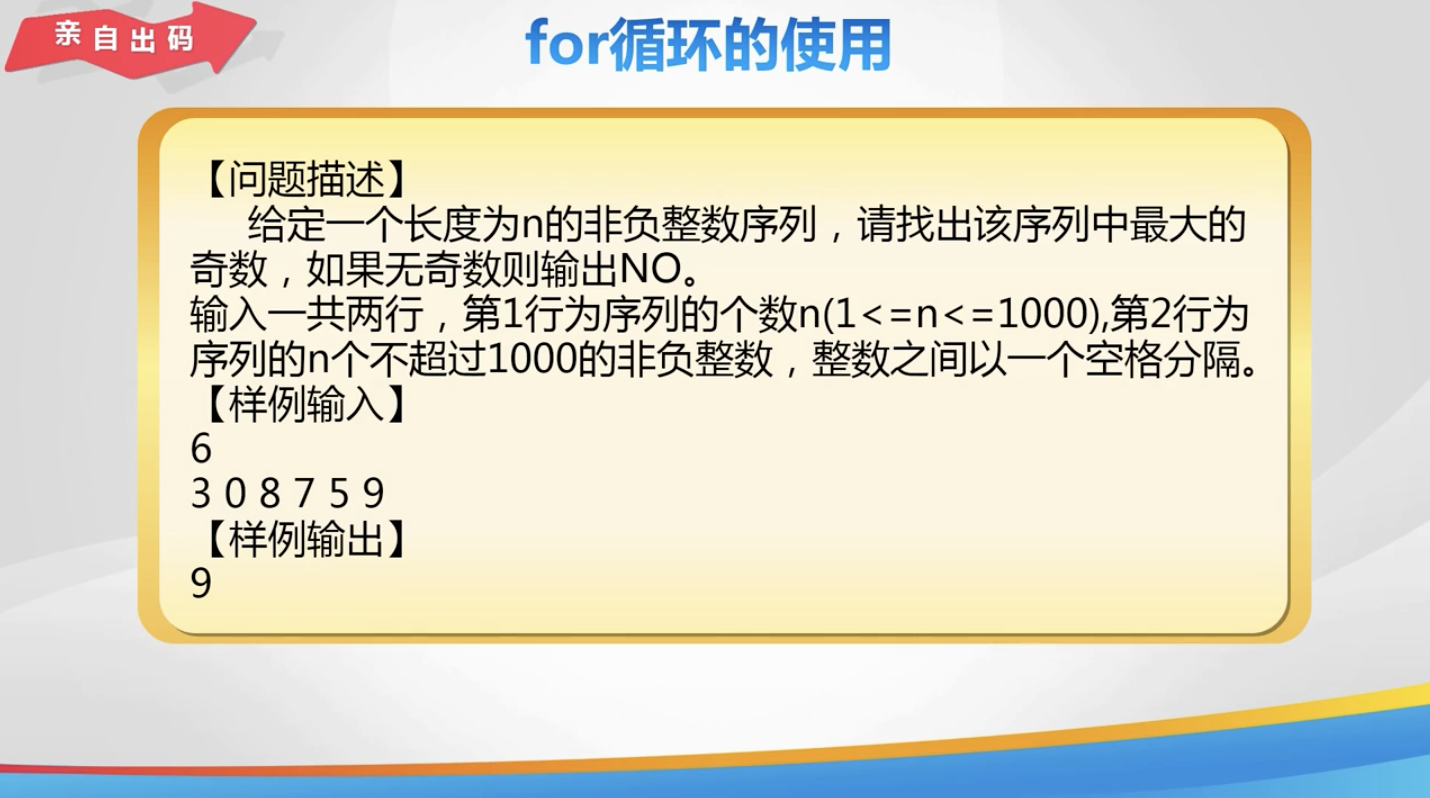 亲自出码
for循环的使用
【问题描述】
给定一个长度为n的非负整数序列，请找出该序列中最大的
奇数，如果无奇数则输出NO。
输入一共两行，第1行为序列的个数n(1<=n<=1000),第2行为
序列的n个不超过1000的非负整数，整数之间以一个空格分隔。
【样例输入】
6
3 0 8 7 5 9
【样例输出】
9